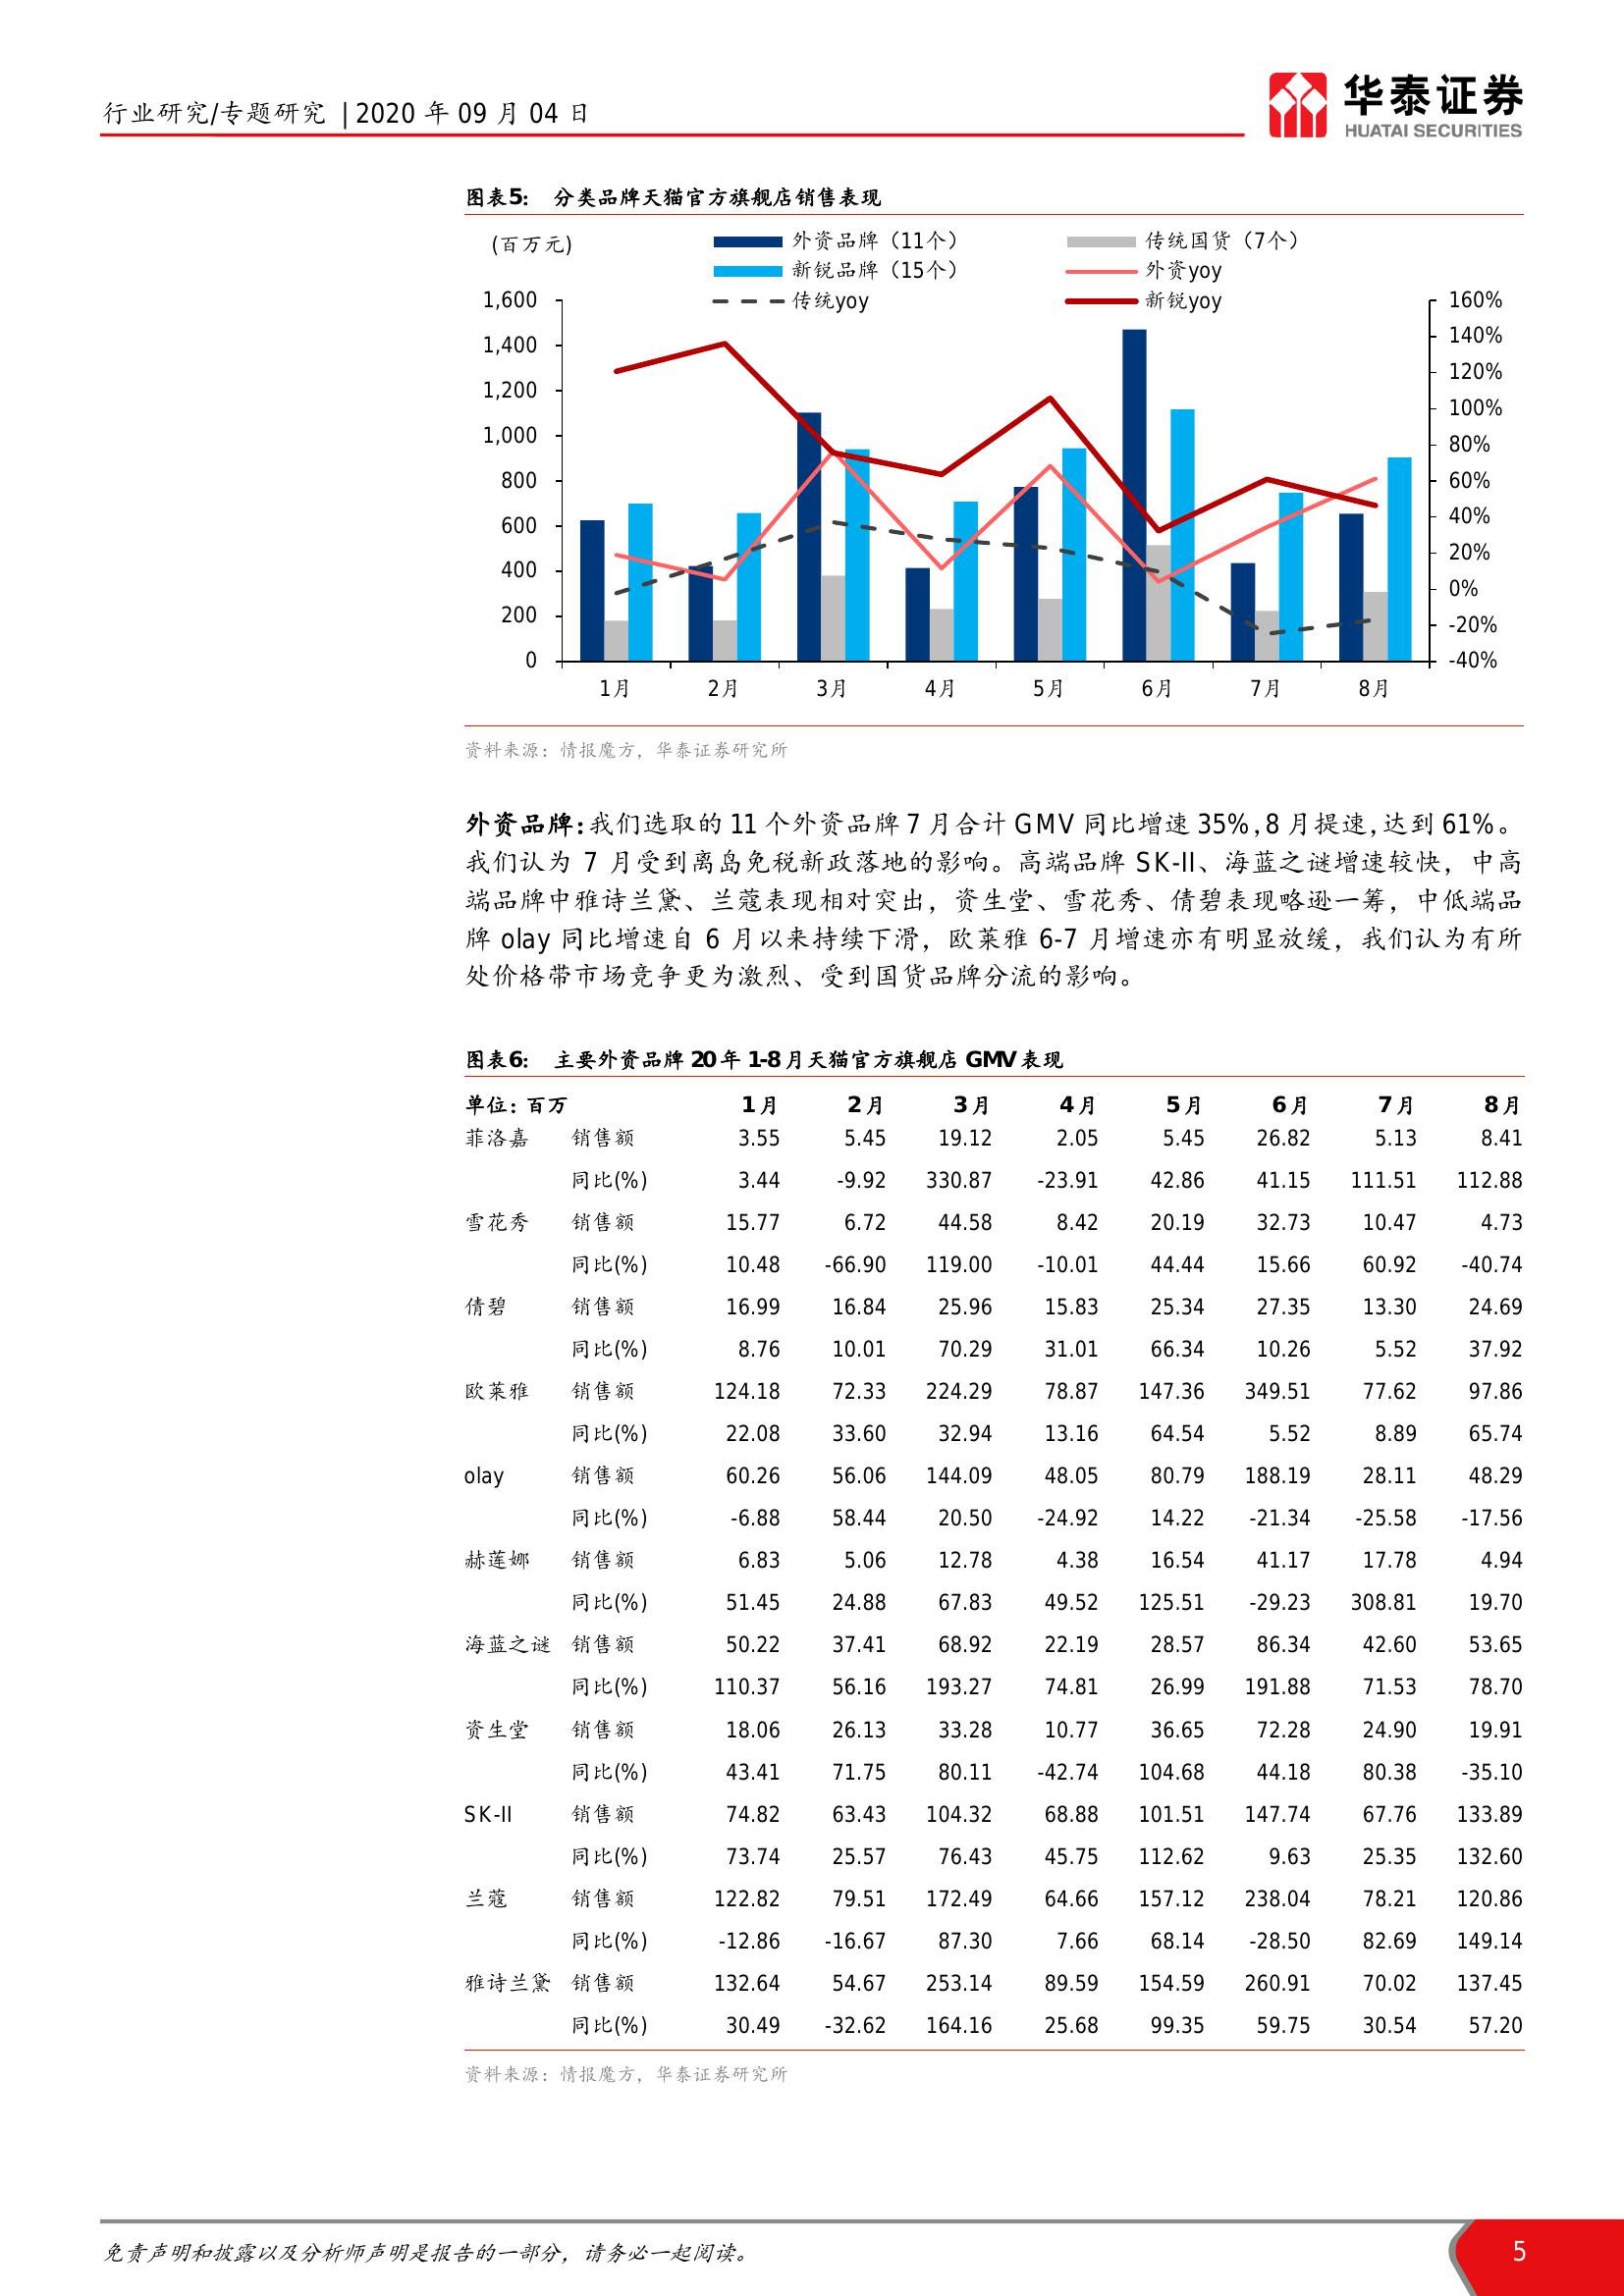 行业研究/专题研究 | 2020 年 09 月 04 日
华泰证券
HUATAI SECURITIES
图表5: 分类品牌天猫官方旗舰店销售表现
(百万元)
外资品牌（11个） 传统国货（7个）
新锐品牌（15个） 外资yoy
传统yoy 新锐yoy
1,600 160%
1,400 140%
1,200 120%
1,000 100%
800 80%
600 60%
400 40%
200 20%
0 0%
-20%
-40%
1月 2月 3月 4月 5月 6月 7月 8月
资料来源：情报魔方，华泰证券研究所
外资品牌：我们选取的 11 个外资品牌 7 月合计 GMV 同比增速 35%，8 月提速，达到 61%。
我们认为 7 月受到离岛免税新政落地的影响。高端品牌 SK-II、海蓝之谜增速较快，中高
端品牌中雅诗兰黛、兰蔻表现相对突出，资生堂、雪花秀、倩碧表现略逊一筹，中低端品
牌 olay 同比增速自 6 月以来持续下滑，欧莱雅 6-7 月增速亦有明显放缓，我们认为有所
处价格带市场竞争更为激烈、受到国货品牌分流的影响。
图表6: 主要外资品牌 20 年 1-8 月天猫官方旗舰店 GMV 表现
单位：百万 1 月 2 月 3 月 4 月 5 月 6 月 7 月 8 月
菲洛嘉 销售额 3.55 5.45 19.12 2.05 5.45 26.82 5.13 8.41
同比(%) 3.44 -9.92 330.87 -23.91 42.86 41.15 111.51 112.88
雪花秀 销售额 15.77 6.72 44.58 8.42 20.19 32.73 10.47 4.73
同比(%) 10.48 -66.90 119.00 -10.01 44.44 15.66 60.92 -40.74
倩碧 销售额 16.99 16.84 25.96 15.83 25.34 27.35 13.30 24.69
同比(%) 8.76 10.01 70.29 31.01 66.34 10.26 5.52 37.92
欧莱雅 销售额 124.18 72.33 224.29 78.87 147.36 349.51 77.62 97.86
同比(%) 22.08 33.60 32.94 13.16 64.54 5.52 8.89 65.74
olay 销售额 60.26 56.06 144.09 48.05 80.79 188.19 28.11 48.29
同比(%) -6.88 58.44 20.50 -24.92 14.22 -21.34 -25.58 -17.56
赫莲娜 销售额 6.83 5.06 12.78 4.38 16.54 41.17 17.78 4.94
同比(%) 51.45 24.88 67.83 49.52 125.51 -29.23 308.81 19.70
海蓝之谜 销售额 50.22 37.41 68.92 22.19 28.57 86.34 42.60 53.65
同比(%) 110.37 56.16 193.27 74.81 26.99 191.88 71.53 78.70
资生堂 销售额 18.06 26.13 33.28 10.77 36.65 72.28 24.90 19.91
同比(%) 43.41 71.75 80.11 -42.74 104.68 44.18 80.38 -35.10
SK-II 销售额 74.82 63.43 104.32 68.88 101.51 147.74 67.76 133.89
同比(%) 73.74 25.57 76.43 45.75 112.62 9.63 25.35 132.60
兰蔻 销售额 122.82 79.51 172.49 64.66 157.12 238.04 78.21 120.86
同比(%) -12.86 -16.67 87.30 7.66 68.14 -28.50 82.69 149.14
雅诗兰黛 销售额 132.64 54.67 253.14 89.59 154.59 260.91 70.02 137.45
同比(%) 30.49 -32.62 164.16 25.68 99.35 59.75 30.54 57.20
资料来源：情报魔方，华泰证券研究所
免责声明和披露以及分析师声明是报告的一部分，请务必一起阅读。 5